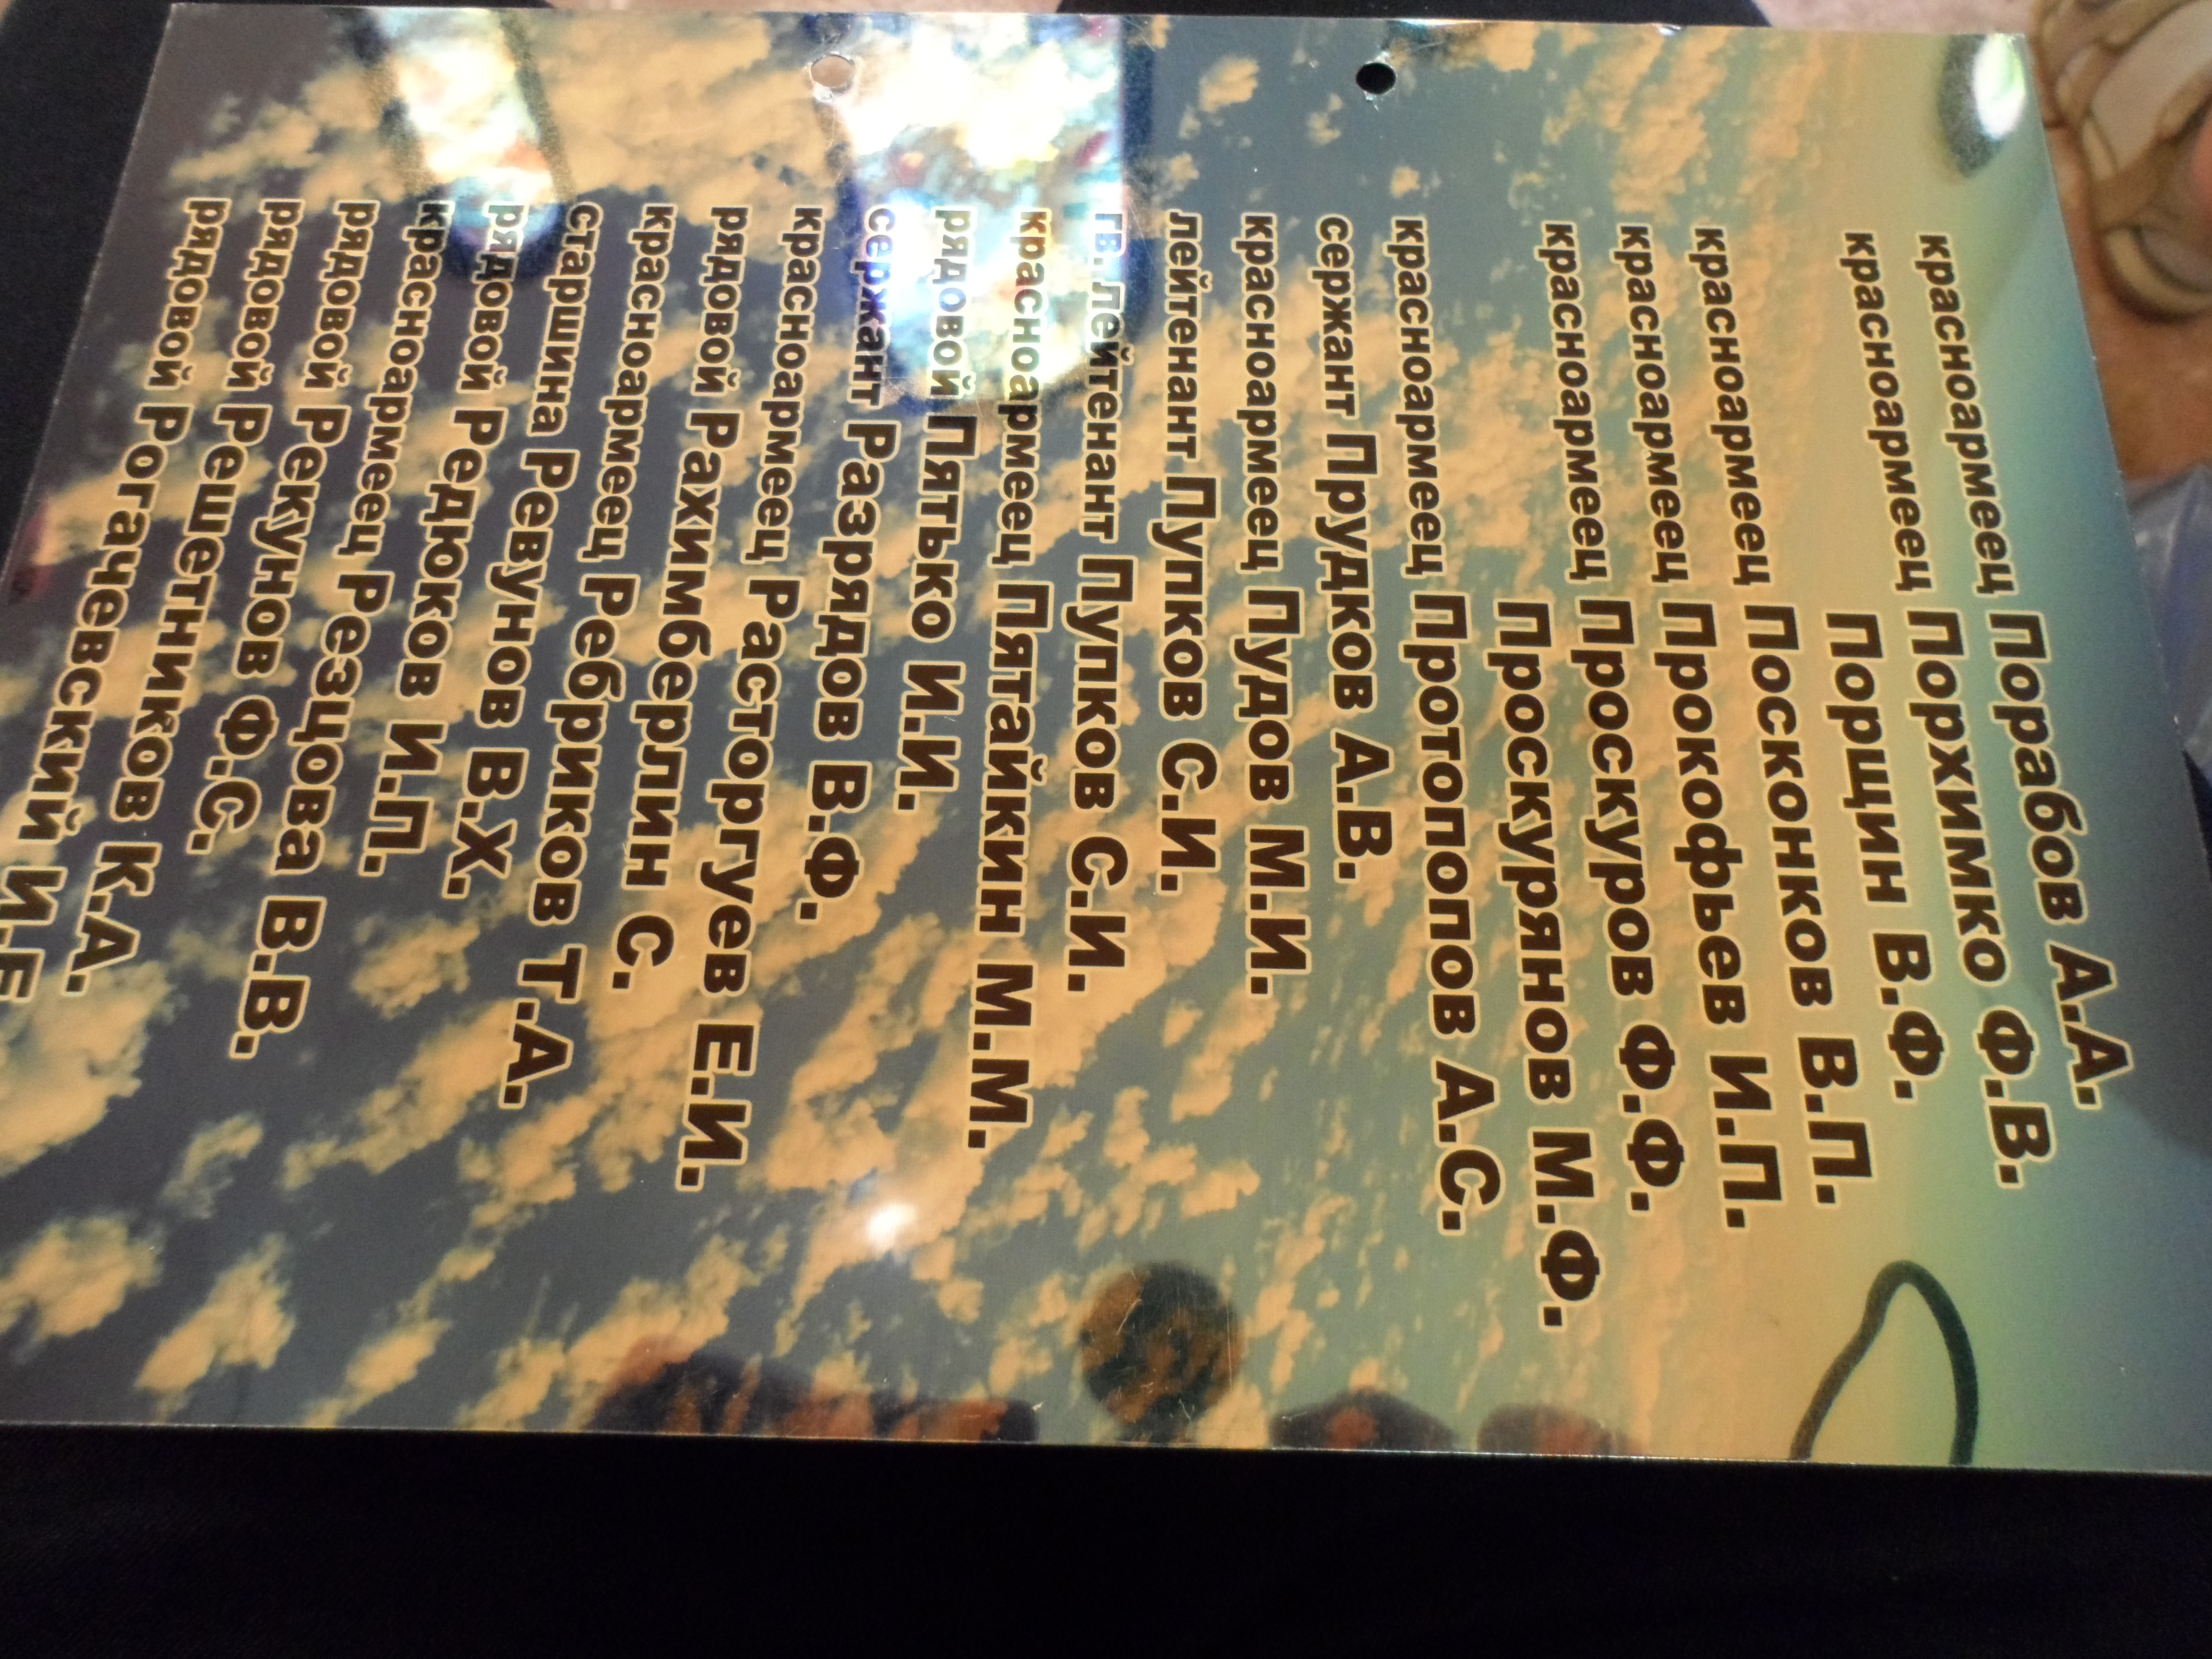 красноармеец Порабов А.А.
красноармеец Порхимко Ф.В.
Порщин В.Ф.
красноармеец Посконков В.П.
красноармеец Прокофьев И.П.
красноармеец Проскуров Ф.Ф.
Проскурянов М.Ф.
красноармеец Протопопов А.С.
сержант Прудков А.В.
красноармеец Пудов М.И.
лейтенант Пупков С.И.
гв.лейтенант Пупков С.И.
красноармеец Пятайкин М.М.
рядовой Пятько И.И.
сержант Разрядов В.Ф.
красноармеец Расторгуев Е.И.
рядовой Рахимберлин С.
красноармеец Ребриков Т.А.
старшина Ревунов В.Х.
рядовой Редюков И.П.
красноармеец Резцова В.В.
рядовой Рекунов Ф.С.
рядовой Решетников К.А.
рядовой Рогачевский И.Е